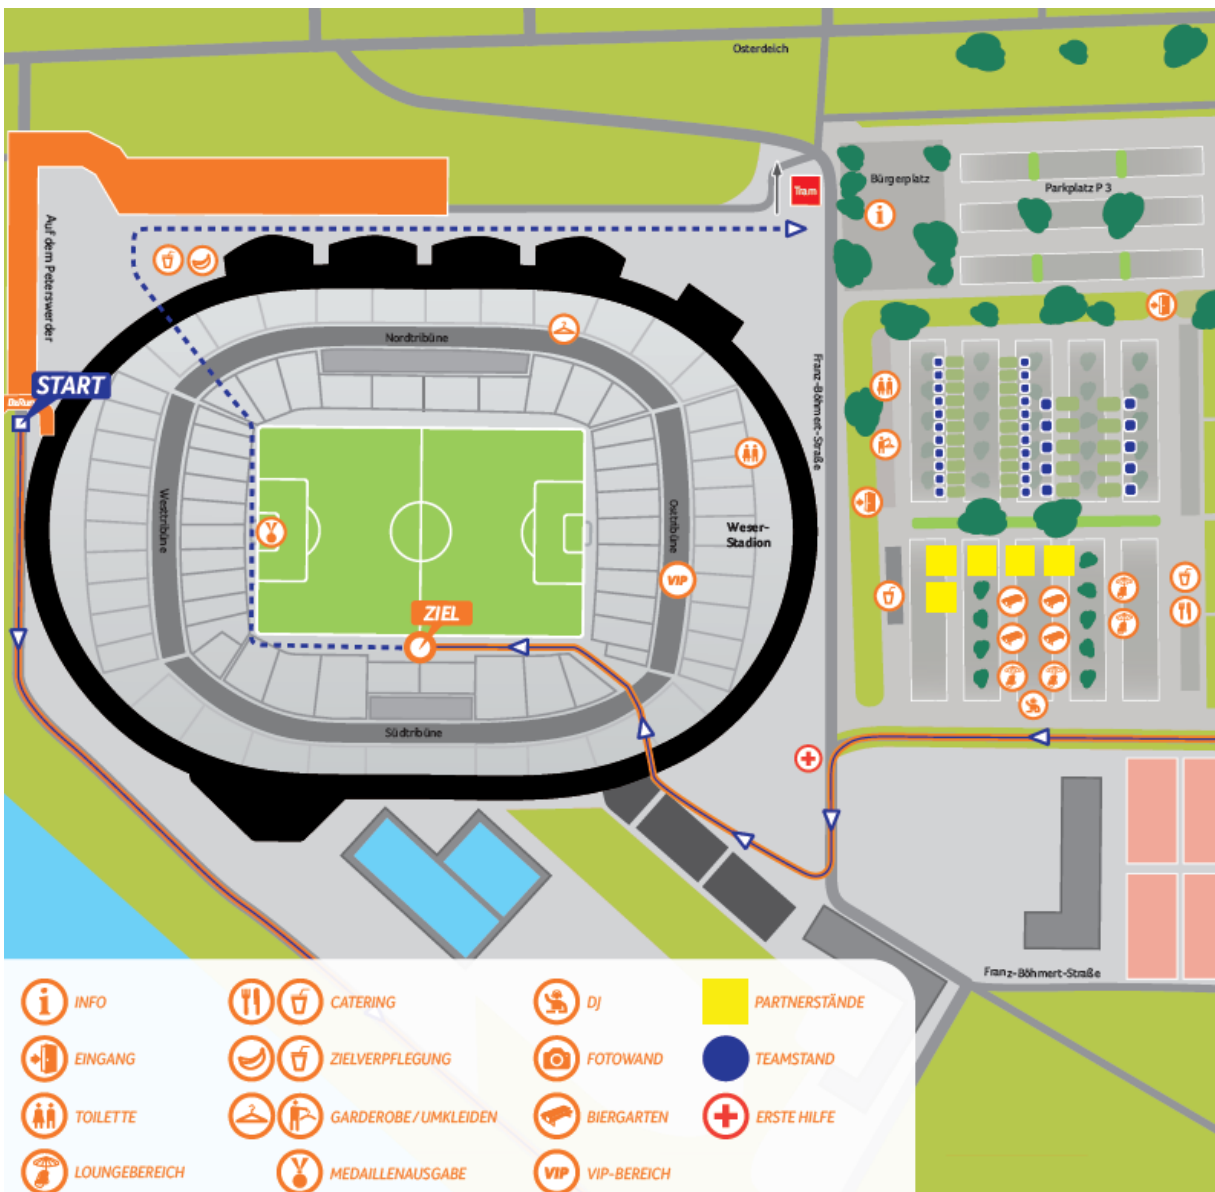 Osterdeich
Tram
Bürgerplatz
Parkplatz P 3
Auf dem Peterswerder
Nordtribüne
START
Franz-Böhmert-Straße
Westtribüne
Osttribüne
Weser-
Stadion
VIP
ZIEL
Südtribüne
Franz-Böhmert-Straße
INFO
CATERING
DJ
PARTNERSTÄNDE
EINGANG
ZIELVERPFLEGUNG
FOTOWAND
TEAMSTAND
TOILETTE
GARDEROBE / UMKLEIDEN
BIERGARTEN
ERSTE HILFE
LOUNGEBEREICH
MEDAILLENAUSGABE
VIP
VIP-BEREICH